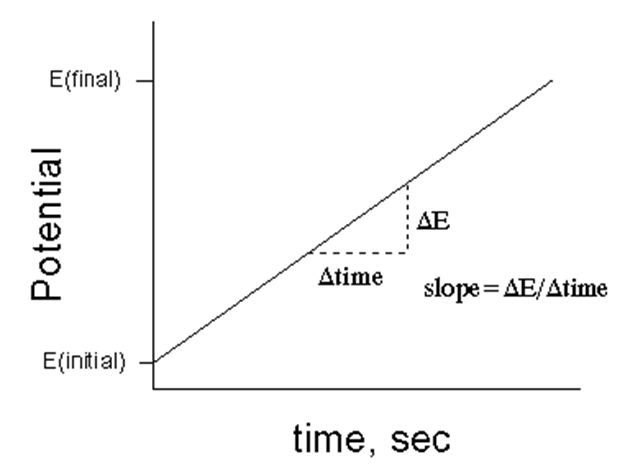 E(final)
Potential
ΔE
Δtime
slope = ΔE/Δtime
E(initial)
time, sec